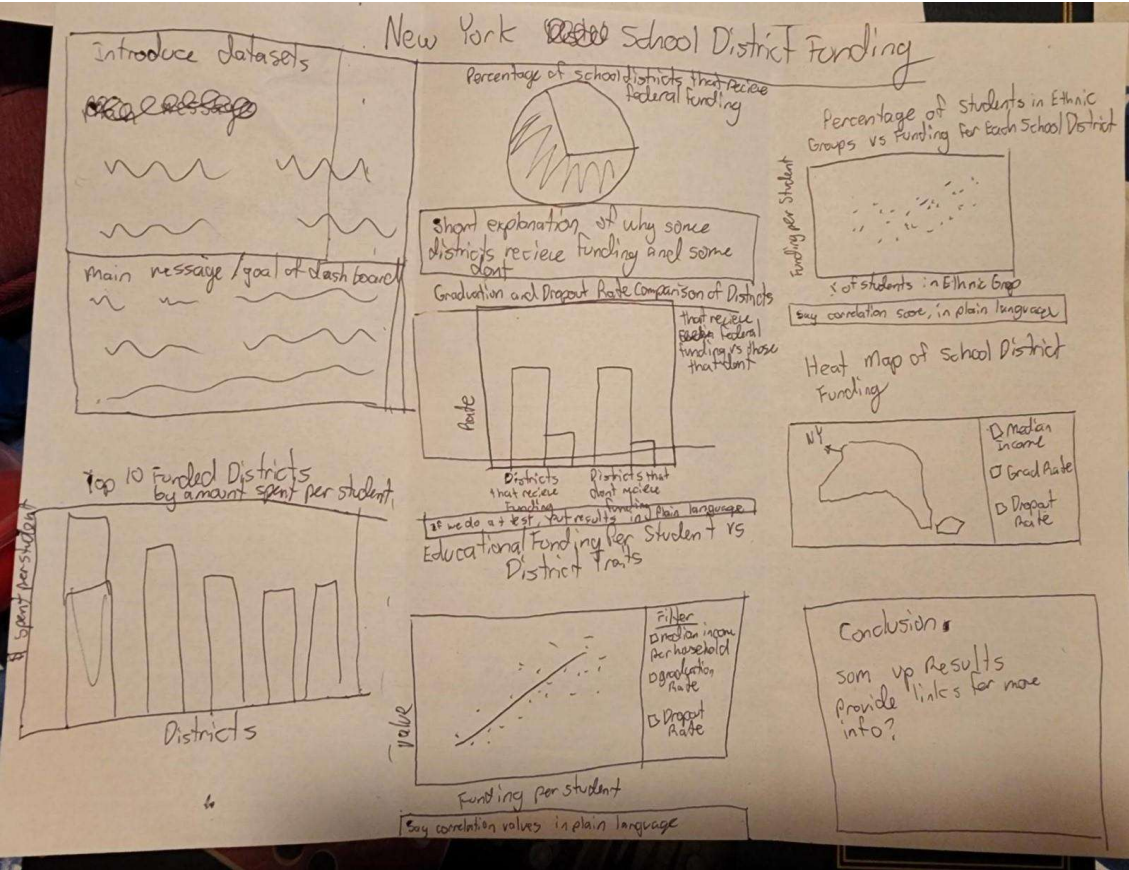 New York School District Funding
Introduce datasets
main message/goal of dashboard
Top 10 Funded Districts
by amount spent per student
$ Spent per student
Districts
Percentage of school districts that recieve
federal funding
Short explanation of why some
districts recieve funding and some
dont
Graduation and Dropout Rate Comparison of Districts
that recieve
Federal
funding vs those
that dont
Rate
Districts
that recieve
Funding
Districts that
dont recieve
funding
if we do a t test, put results in plain language
Educational Funding Per Student vs
District Traits
Value
Filter
median income
per household
graduation
Rate
Dropout
Rate
Funding per student
Say correlation values in plain language
Percentage of students in Ethnic
Groups vs Funding for Each School District
Funding per Student
% of students in Ethnic Group
Say correlation score, in plain language
Heat Map of School District
Funding
NY
Median
Income
Grad Rate
Dropout
Rate
Conclusion
som up Results
provide links for more
info?